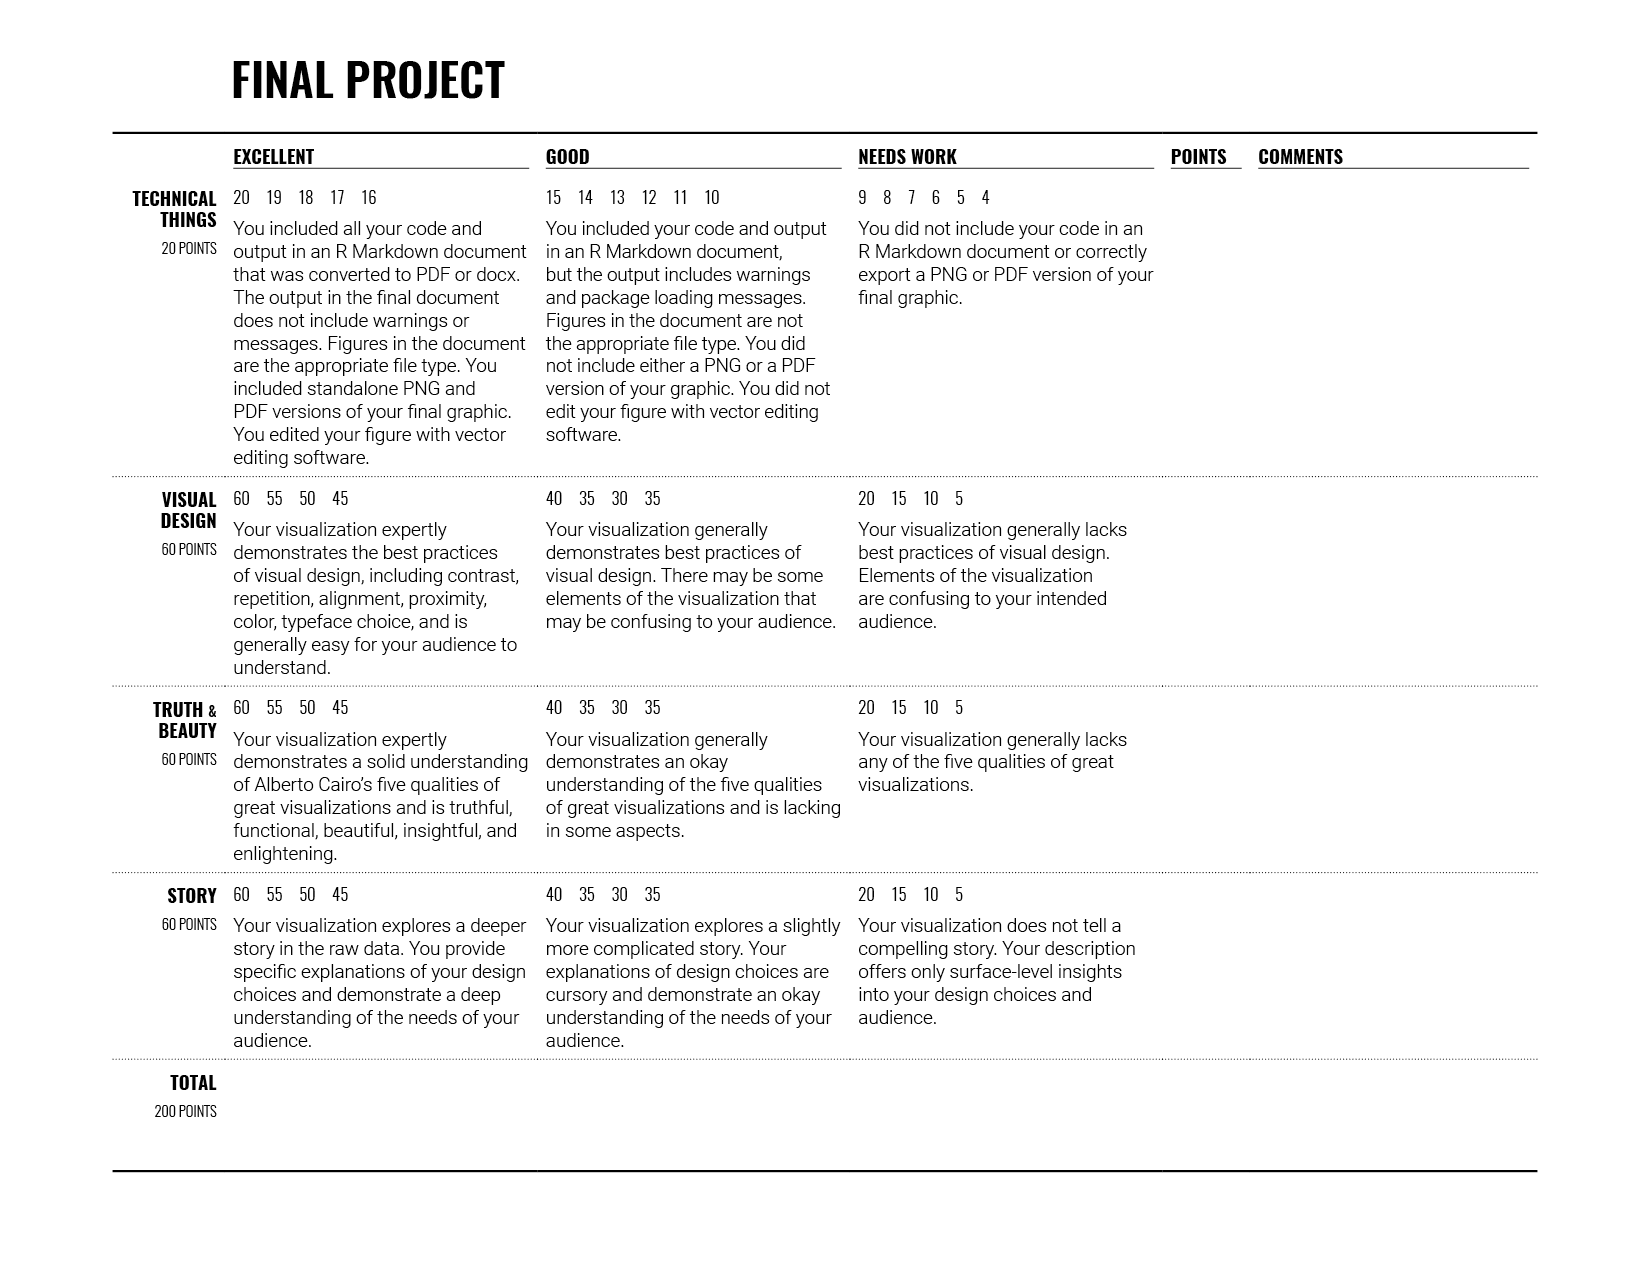 FINAL PROJECT
EXCELLENT
GOOD
NEEDS WORK
POINTS
COMMENTS
TECHNICAL
THINGS
20 POINTS
20 19 18 17 16
You included all your code and
output in an R Markdown document
that was converted to PDF or docx.
The output in the final document
does not include warnings or
messages. Figures in the document
are the appropriate file type. You
included standalone PNG and
PDF versions of your final graphic.
You edited your figure with vector
editing software.
15 14 13 12 11 10
You included your code and output
in an R Markdown document,
but the output includes warnings
and package loading messages.
Figures in the document are not
the appropriate file type. You did
not include either a PNG or a PDF
version of your graphic. You did not
edit your figure with vector editing
software.
9 8 7 6 5 4
You did not include your code in an
R Markdown document or correctly
export a PNG or PDF version of your
final graphic.
VISUAL
DESIGN
60 POINTS
60 55 50 45
Your visualization expertly
demonstrates the best practices
of visual design, including contrast,
repetition, alignment, proximity,
color, typeface choice, and is
generally easy for your audience to
understand.
40 35 30 35
Your visualization generally
demonstrates best practices of
visual design. There may be some
elements of the visualization that
may be confusing to your audience.
20 15 10 5
Your visualization generally lacks
best practices of visual design.
Elements of the visualization
are confusing to your intended
audience.
TRUTH &
BEAUTY
60 POINTS
60 55 50 45
Your visualization expertly
demonstrates a solid understanding
of Alberto Cairo’s five qualities of
great visualizations and is truthful,
functional, beautiful, insightful, and
enlightening.
40 35 30 35
Your visualization generally
demonstrates an okay
understanding of the five qualities
of great visualizations and is lacking
in some aspects.
20 15 10 5
Your visualization generally lacks
any of the five qualities of great
visualizations.
STORY
60 POINTS
60 55 50 45
Your visualization explores a deeper
story in the raw data. You provide
specific explanations of your design
choices and demonstrate a deep
understanding of the needs of your
audience.
40 35 30 35
Your visualization explores a slightly
more complicated story. Your
explanations of design choices are
cursory and demonstrate an okay
understanding of the needs of your
audience.
20 15 10 5
Your visualization does not tell a
compelling story. Your description
offers only surface-level insights
into your design choices and
audience.
TOTAL
200 POINTS